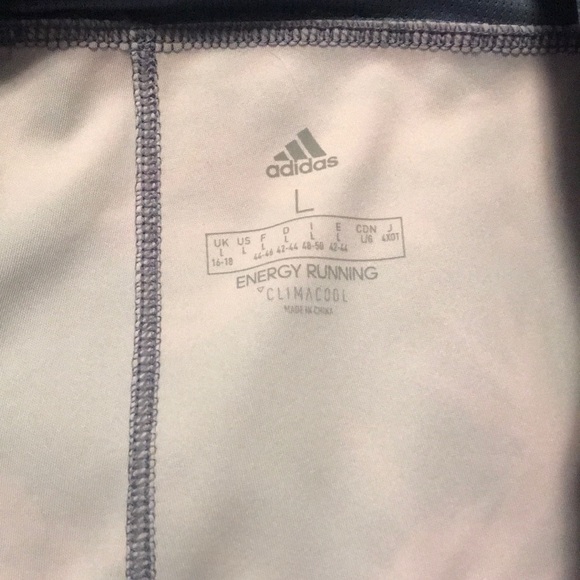 adidas
L
UK US F D I E CDN J
L L L L L L L/G 4XOT
16-18 44-46 42-44 48-50 42-44
ENERGY RUNNING
CLIMACOOL
MADE IN CHINA